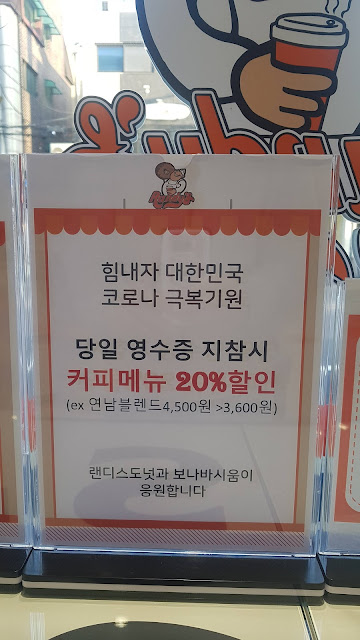 힘내자 대한민국
코로나 극복기원
당일 영수증 지참시
커피메뉴 20%할인
(ex 연남블렌드4,500원 >3,600원)
랜디스도넛과 보나바시움이
응원합니다